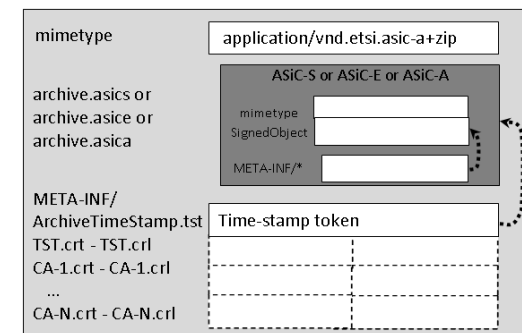 mimetype
application/vnd.etsi.asic-a+zip
ASiC-S or ASiC-E or ASiC-A
archive.asics or
archive.asice or
archive.asica
mimetype
SignedObject
META-INF/*
META-INF/
ArchiveTimeStamp.tst
Time-stamp token
TST.crt - TST.crl
CA-1.crt - CA-1.crl
...
CA-N.crt - CA-N.crl